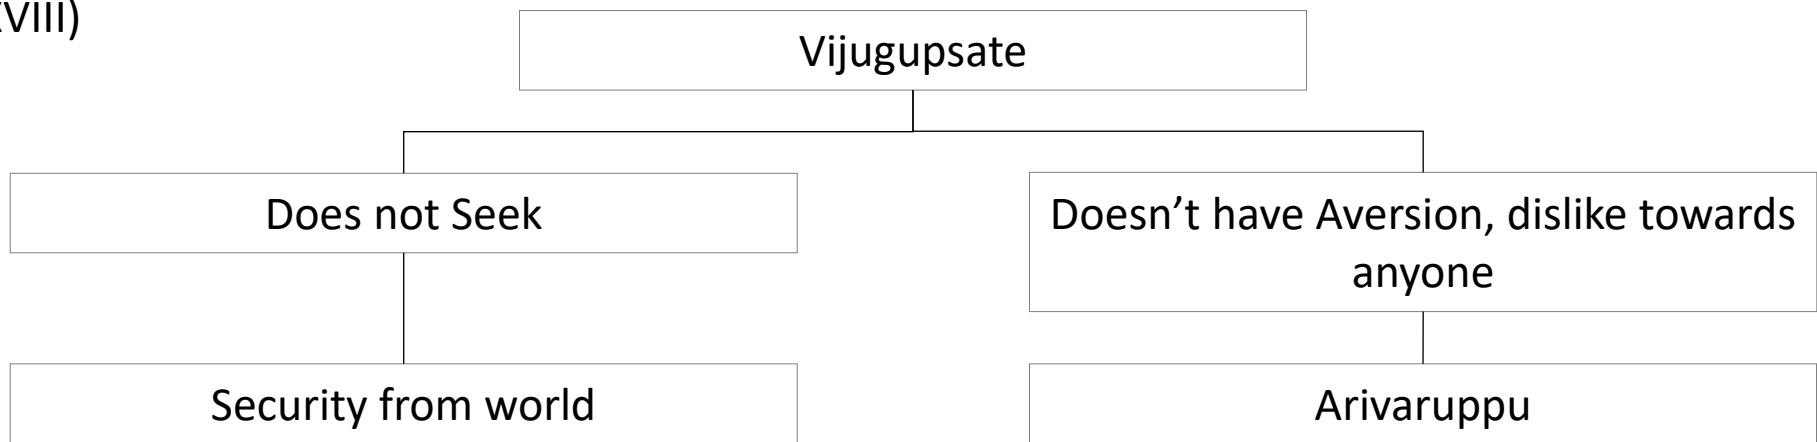 VIII)
Vijugupsate
Does not Seek
Doesn’t have Aversion, dislike towards
anyone
Security from world
Arivaruppu